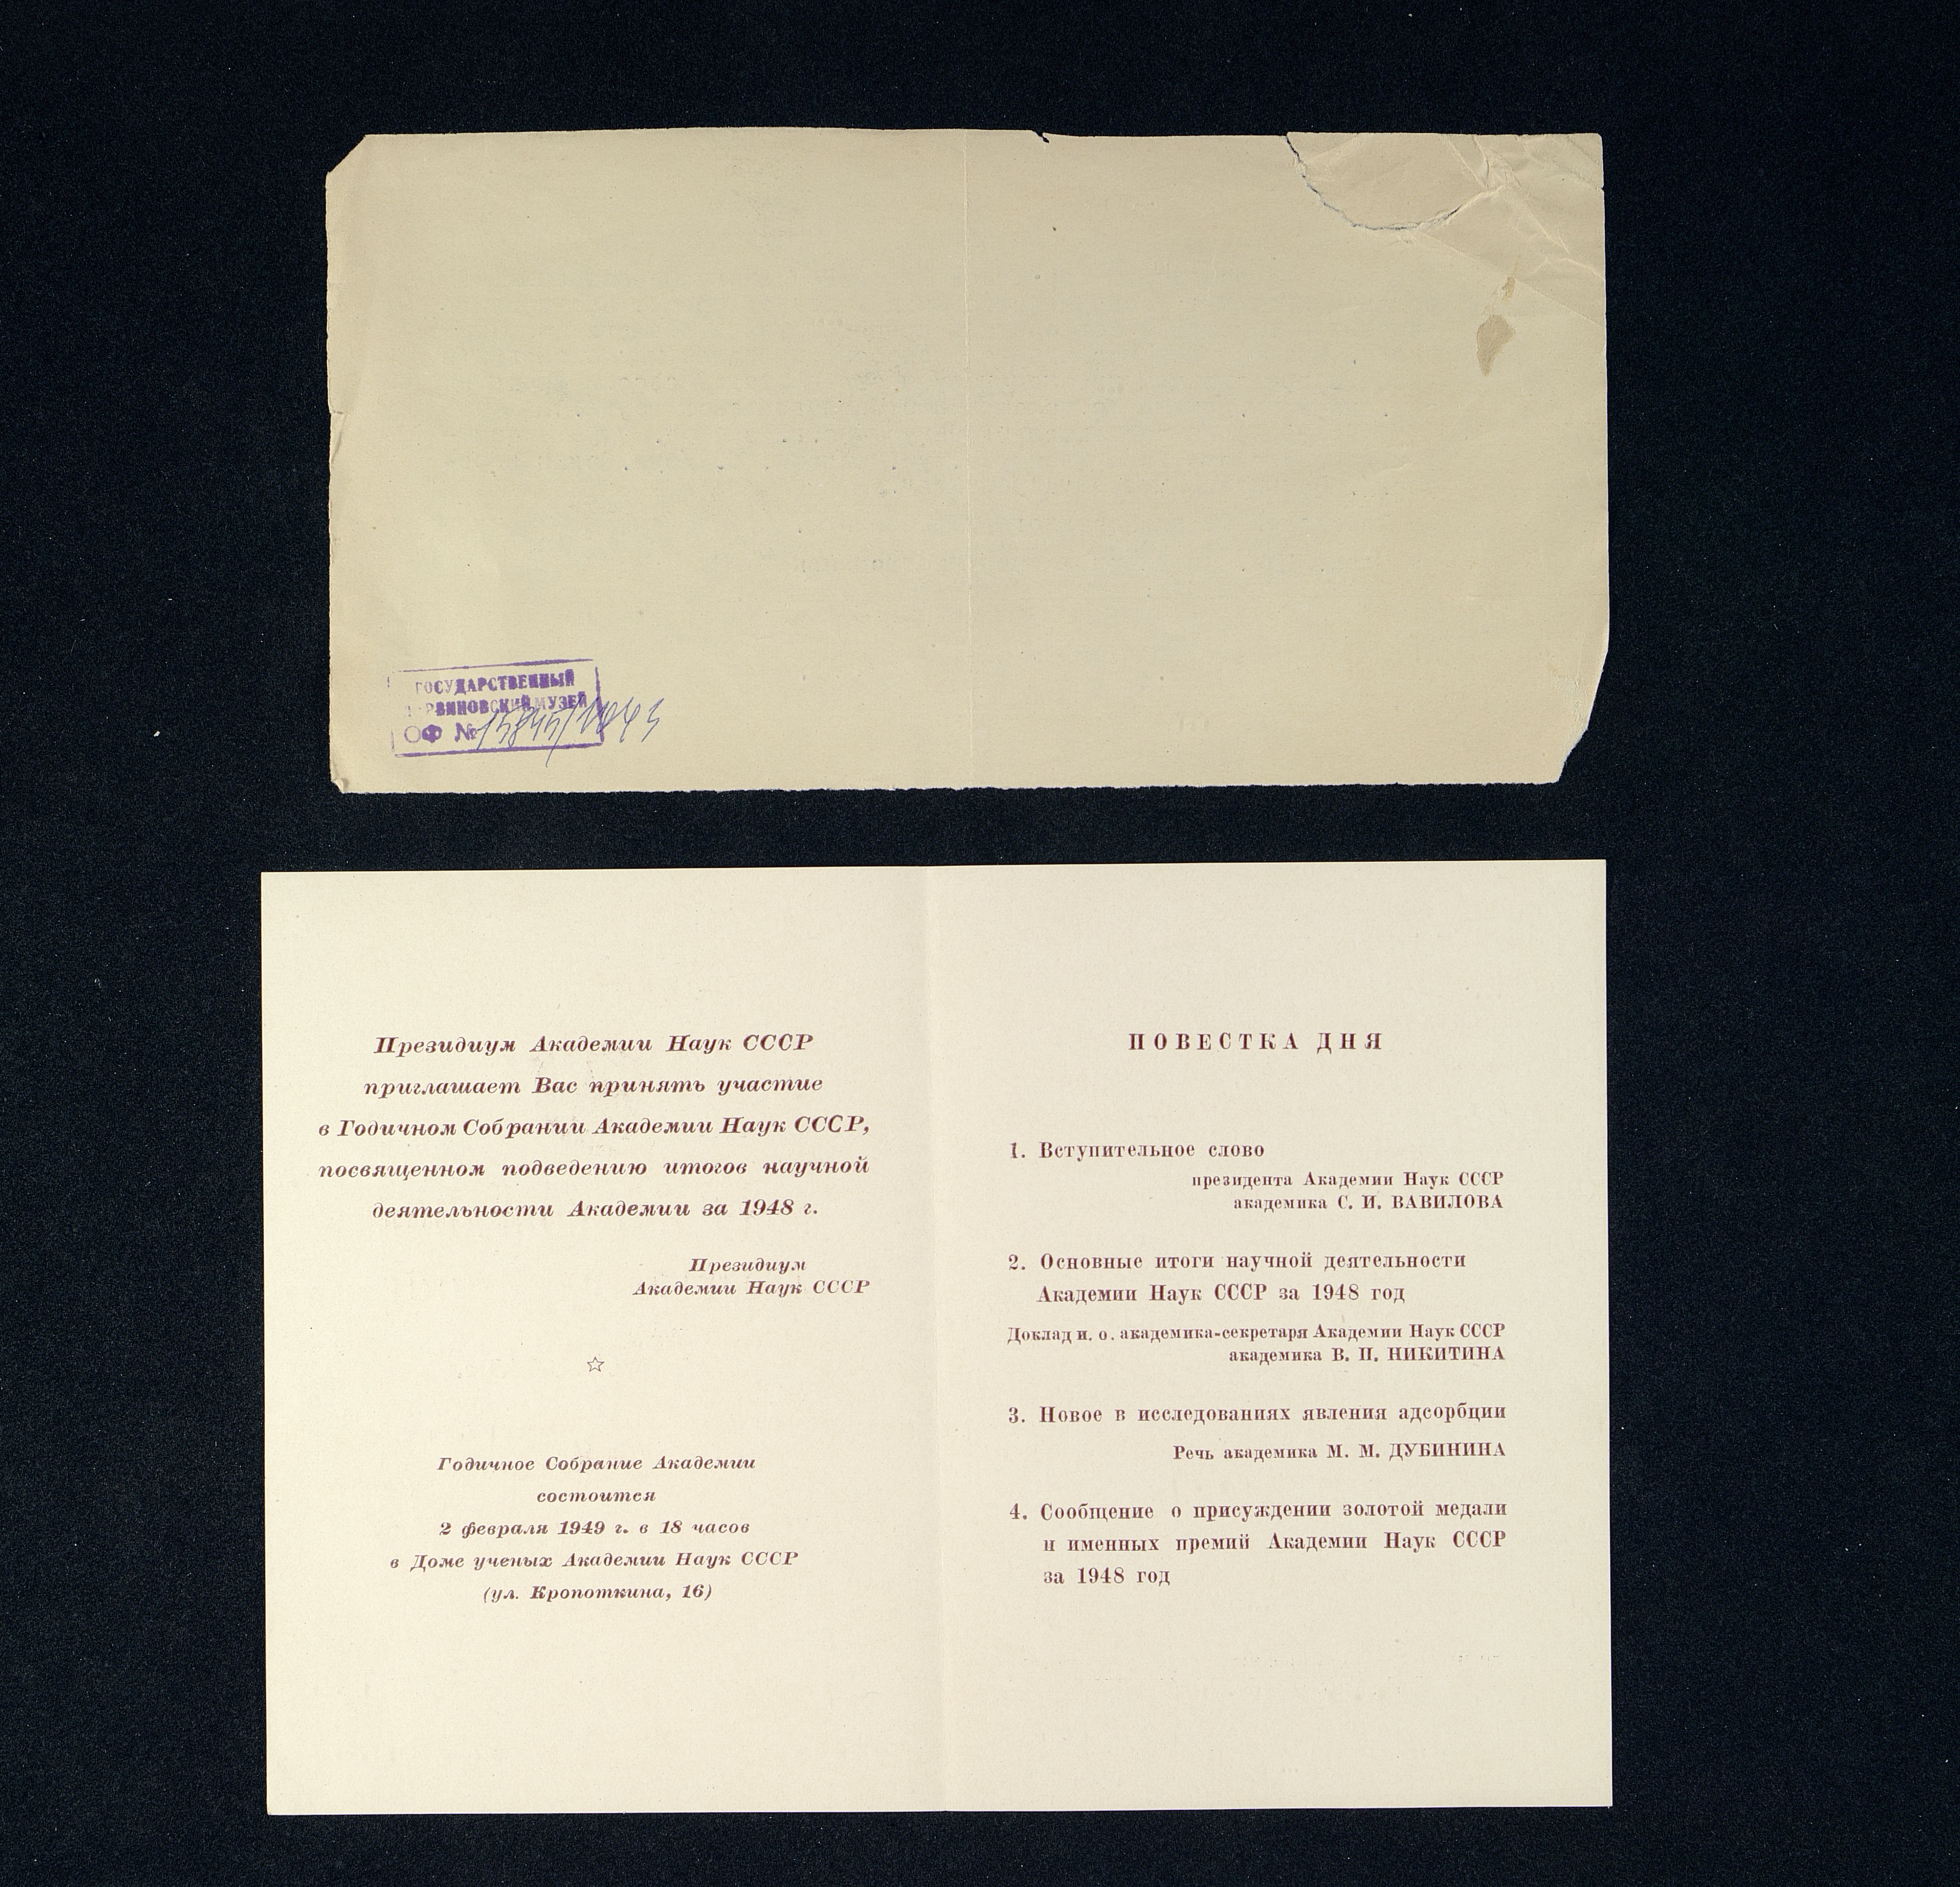 ГОСУДАРСТВЕННЫЙ
МУЗЕЙ
ОФ №
Президиум Академии Наук СССР
приглашает Вас принять участие
в Годичном Собрании Академии Наук СССР,
посвященном подведению итогов научной
деятельности Академии за 1948 г.
Президиум
Академии Наук СССР
Годичное Собрание Академии
состоится
2 февраля 1949 г. в 18 часов
в Доме ученых Академии Наук СССР
(ул. Кропоткина, 16)
ПОВЕСТКА ДНЯ
1. Вступительное слово
президента Академии Наук СССР
академика С. И. ВАВИЛОВА
2. Основные итоги научной деятельности
Академии Наук СССР за 1948 год
Доклад и. о. академика-секретаря Академии Наук СССР
академика В. П. НИКИТИНА
3. Новое в исследованиях явления адсорбции
Речь академика М. М. ДУБИНИНА
4. Сообщение о присуждении золотой медали
и именных премий Академии Наук СССР
за 1948 год